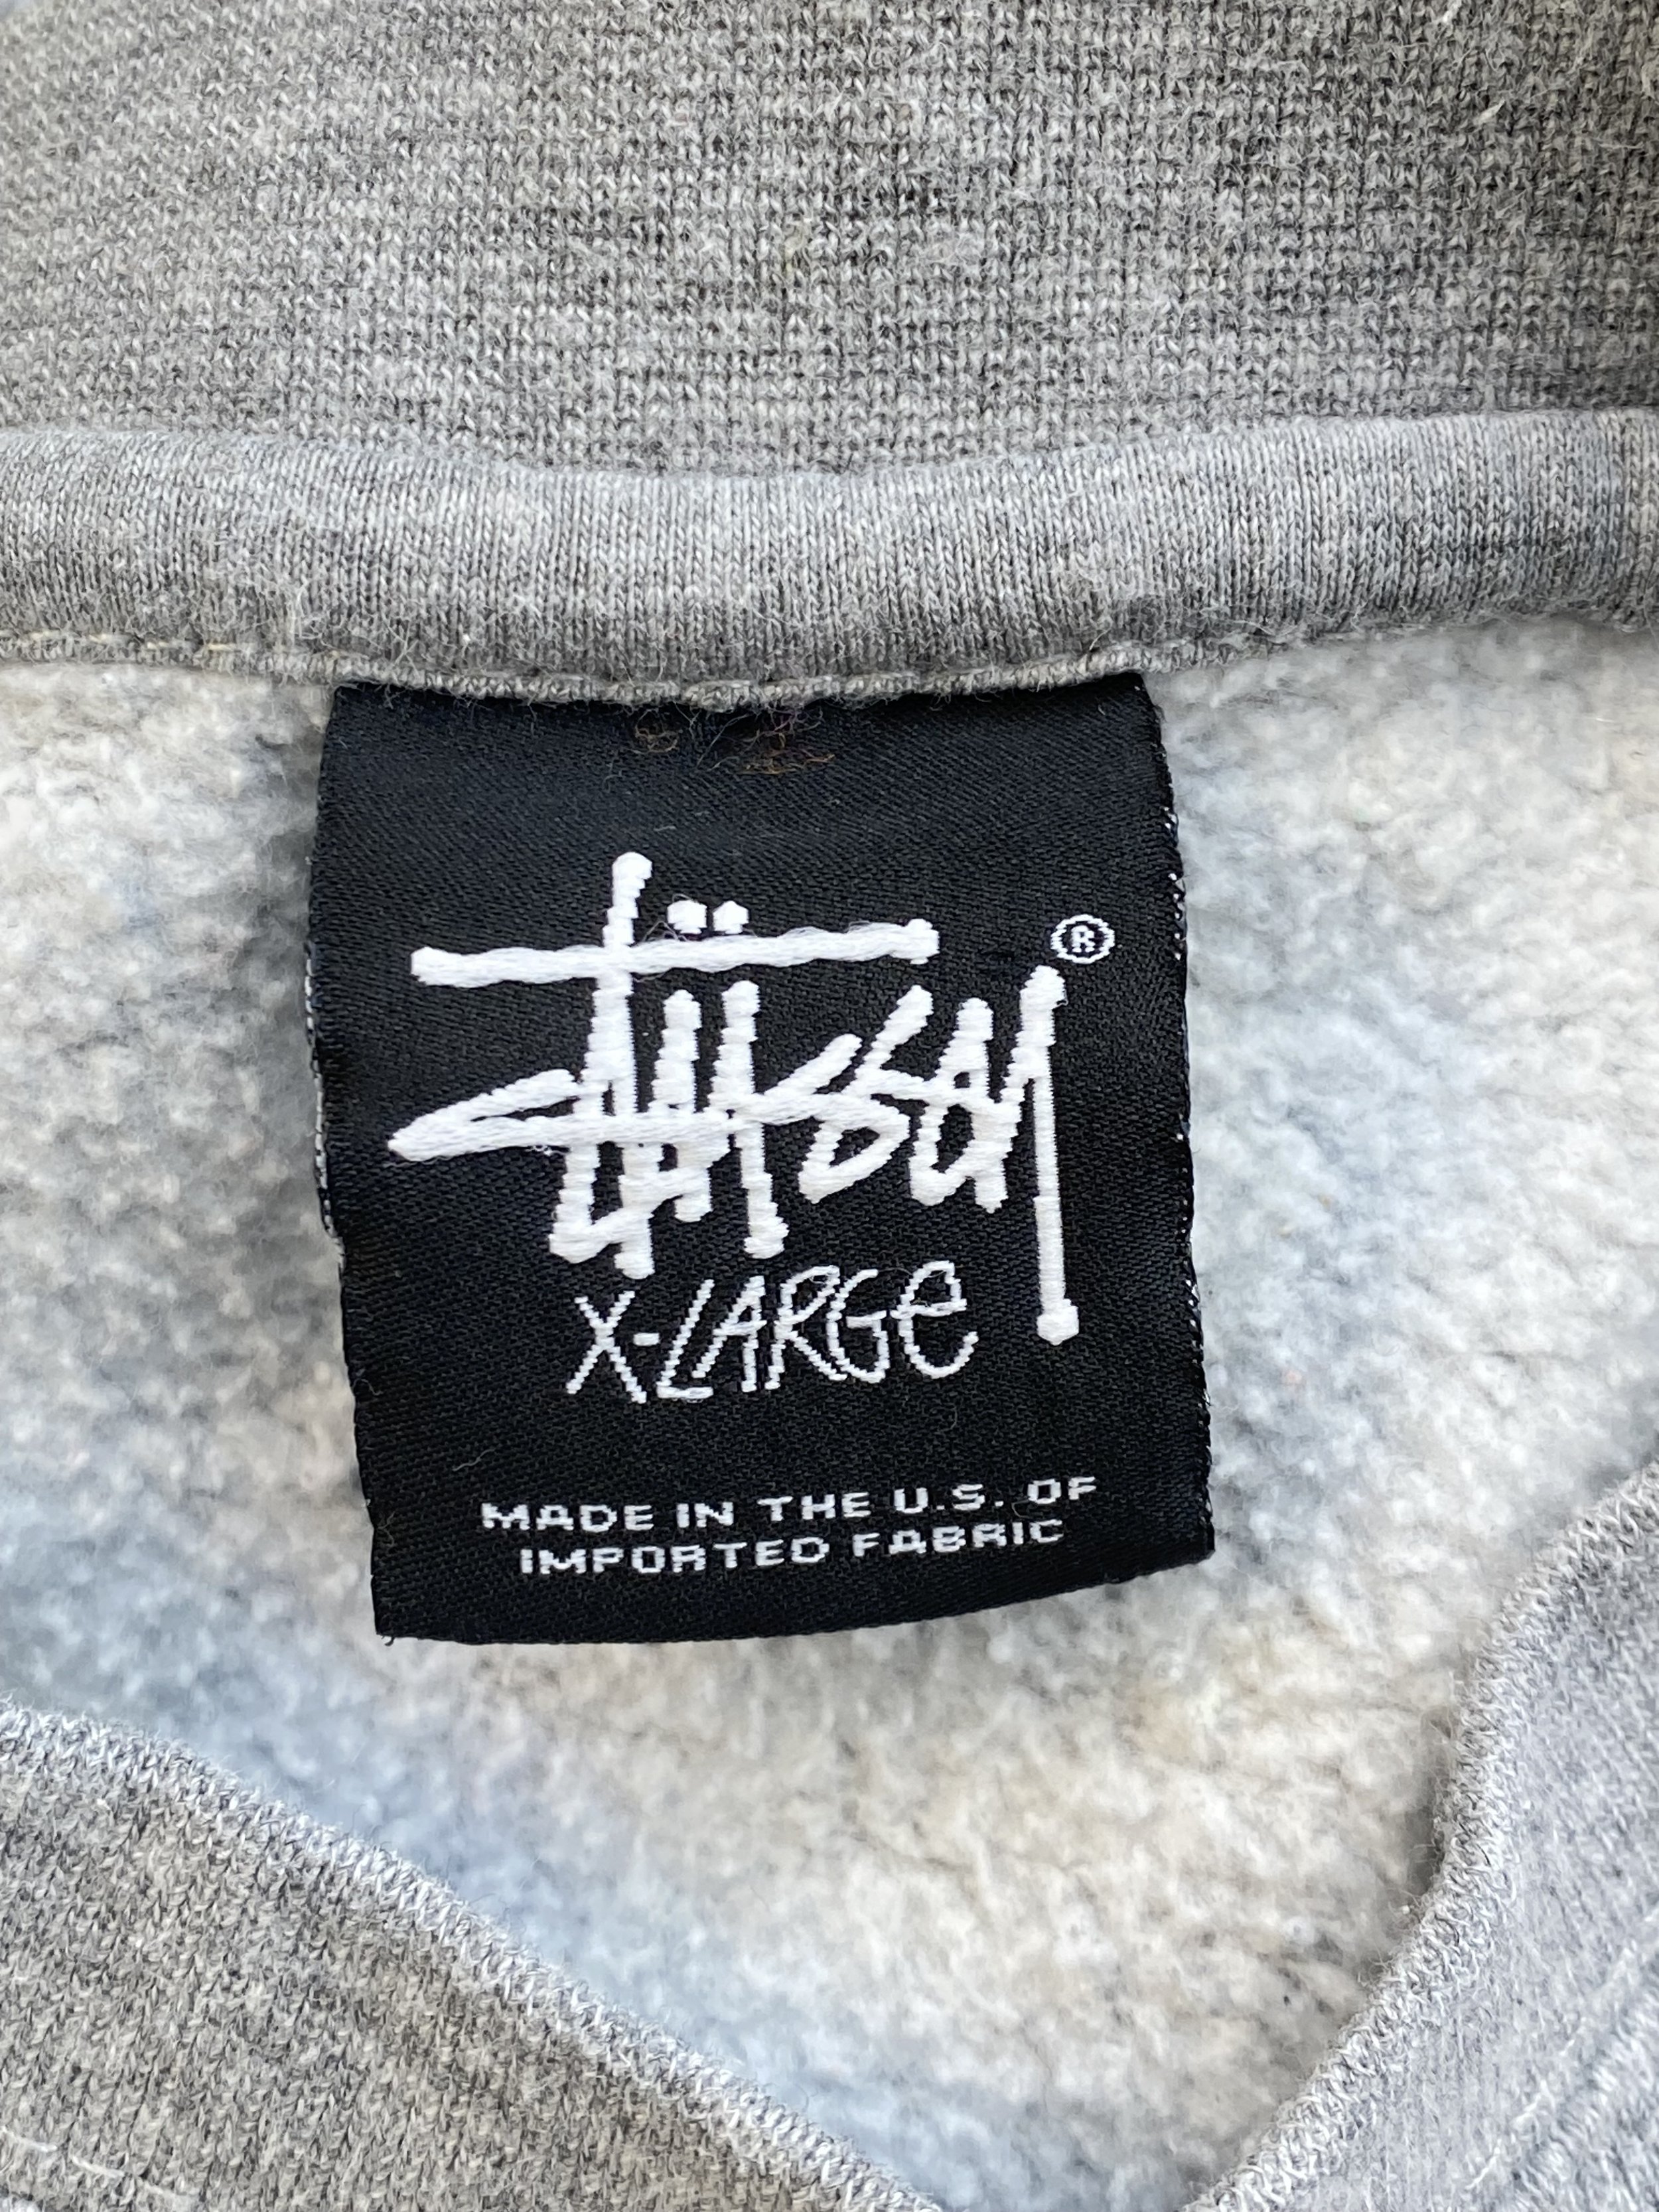 Stüssy ®
X-LARGe
MADE IN THE U.S. OF
IMPORTED FABRIC